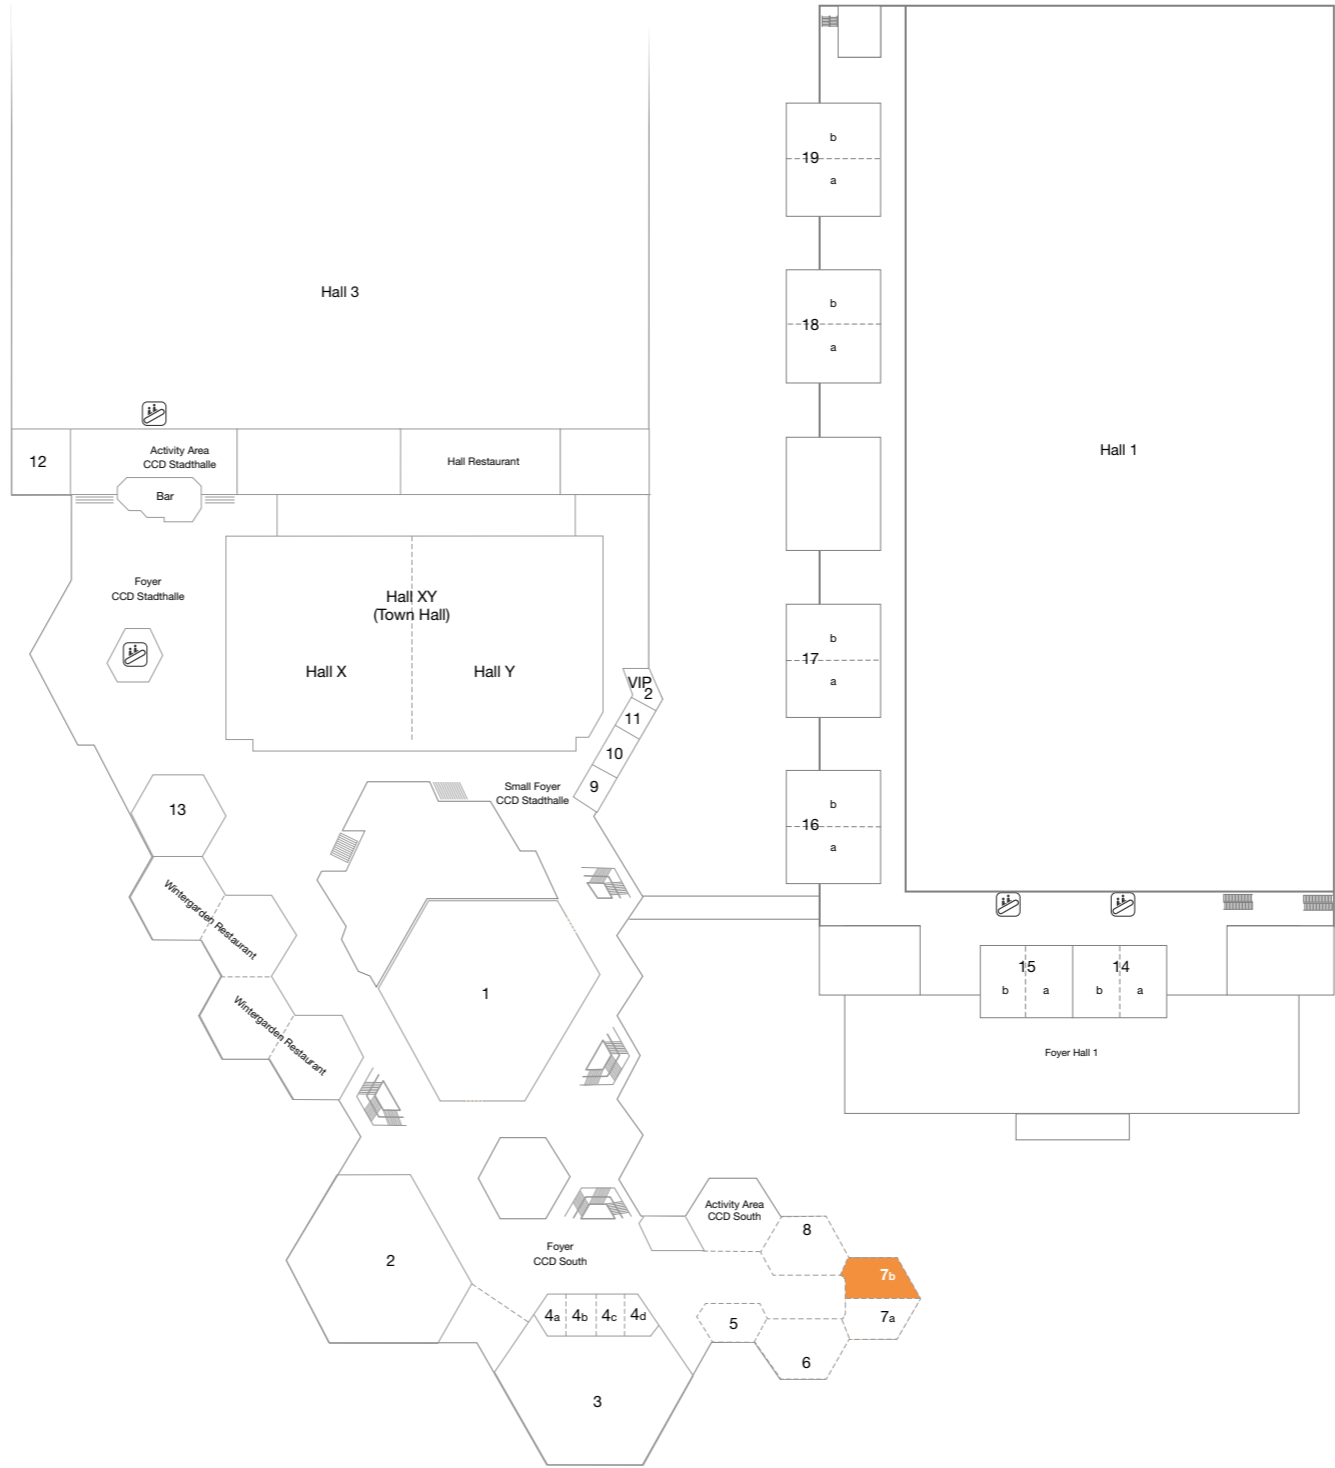 b
19
a
Hall 3
b
18
a
Hall 1
12
Activity Area
CCD Stadthalle
Hall Restaurant
Bar
Foyer
CCD Stadthalle
Hall XY
(Town Hall)
Hall X
Hall Y
b
17
a
VIP
2
11
10
9
Small Foyer
CCD Stadthalle
13
b
16
a
Wintergarden Restaurant
Wintergarden Restaurant
1
15
14
b
a
b
a
Foyer Hall 1
Activity Area
CCD South
8
Foyer
CCD South
2
7b
7a
4a
4b
4c
4d
5
6
3